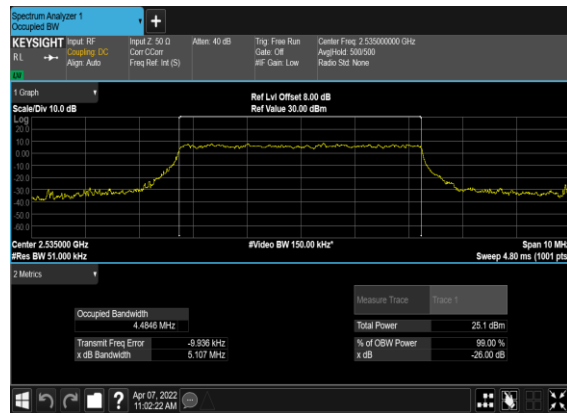 Spectrum Analyzer 1
Occupied BW
+
KEYSIGHT Input: RF Input Z: 50 Ω Atten: 40 dB Trig: Free Run Center Freq: 2.535000000 GHz
R L Coupling: DC Corr CCorr Gate: Off Avg|Hold: 500/500
Align: Auto Freq Ref: Int (S) #IF Gain: Low Radio Std: None
LW
1 Graph
Ref Lvl Offset 8.00 dB
Scale/Div 10.0 dB Ref Value 30.00 dBm
Log
20.0
10.0
0.00
-10.0
-20.0
-30.0
-40.0
-50.0
-60.0
Center 2.535000 GHz #Video BW 150.00 kHz* Span 10 MHz
#Res BW 51.000 kHz Sweep 4.80 ms (1001 pts
2 Metrics
Measure Trace Trace 1
Occupied Bandwidth
4.4846 MHz Total Power 25.1 dBm
Transmit Freq Error -9.936 kHz % of OBW Power 99.00 %
x dB Bandwidth 5.107 MHz x dB -26.00 dB
? Apr 07, 2022
11:02:22 AM